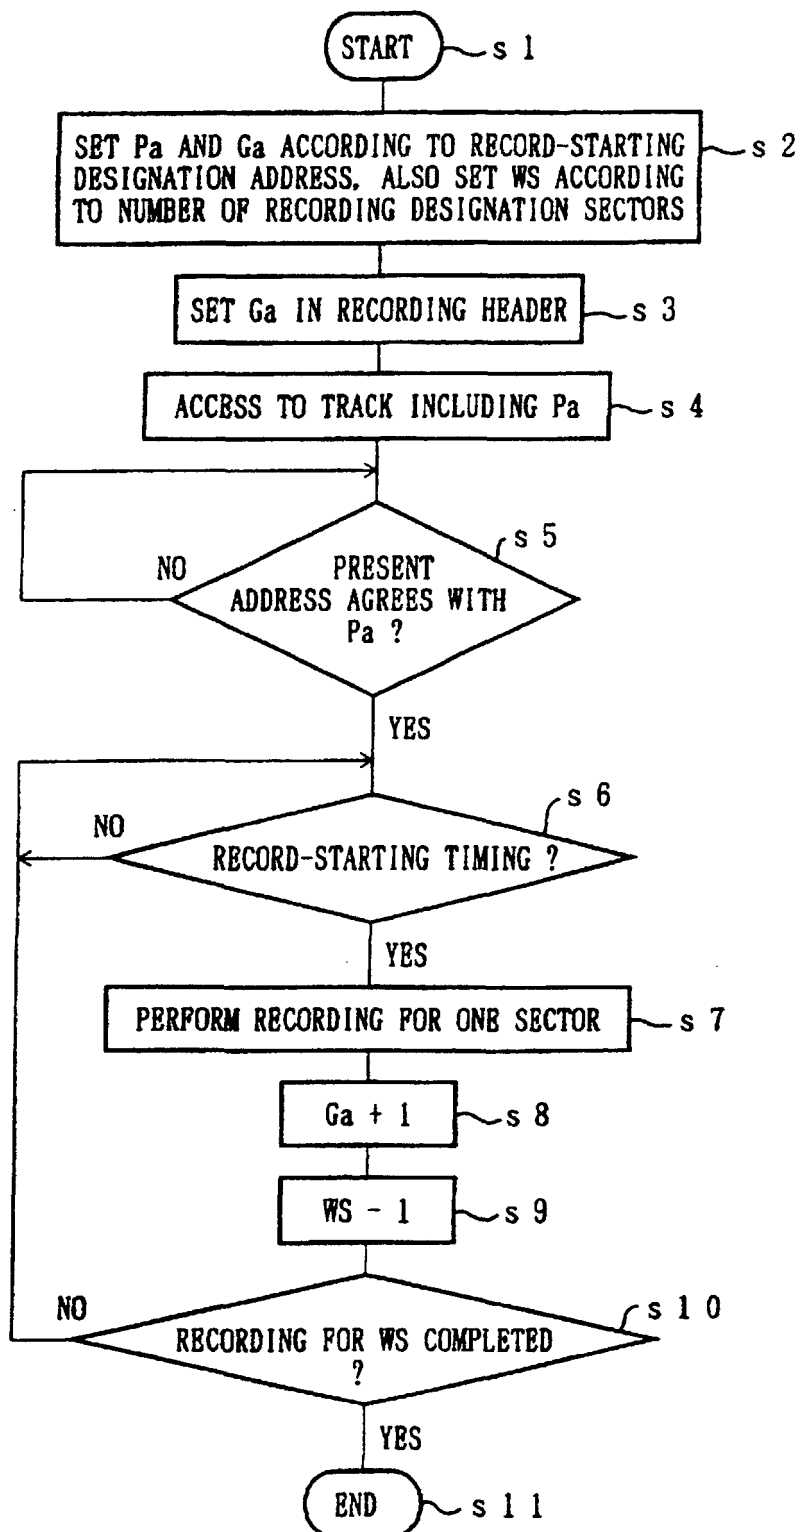 START
s 1
SET Pa AND Ga ACCORDING TO RECORD-STARTING
DESIGNATION ADDRESS. ALSO SET WS ACCORDING
TO NUMBER OF RECORDING DESIGNATION SECTORS
s 2
SET Ga IN RECORDING HEADER
s 3
ACCESS TO TRACK INCLUDING Pa
s 4
s 5
NO
PRESENT
ADDRESS AGREES WITH
Pa ?
YES
s 6
NO
RECORD-STARTING TIMING ?
YES
PERFORM RECORDING FOR ONE SECTOR
s 7
Ga + 1
s 8
WS - 1
s 9
NO
s 1 0
RECORDING FOR WS COMPLETED
?
YES
END
s 1 1